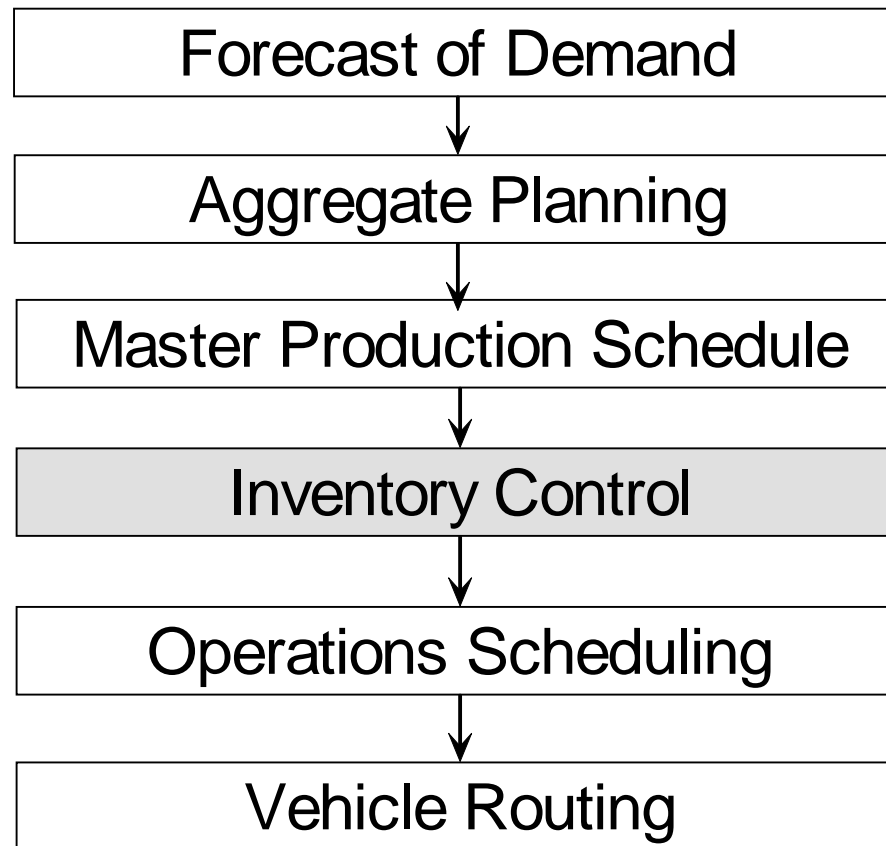 Forecast of Demand
Aggregate Planning
Master Production Schedule
Inventory Control
Operations Scheduling
Vehicle Routing